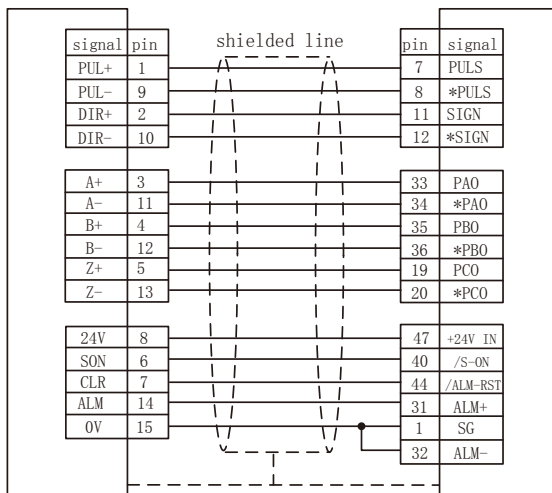 shielded line
signal pin pin signal
PUL+ 1 7 PULS
PUL- 9 8 *PULS
DIR+ 2 11 SIGN
DIR- 10 12 *SIGN
A+ 3 33 PAO
A- 11 34 *PAO
B+ 4 35 PBO
B- 12 36 *PBO
Z+ 5 19 PCO
Z- 13 20 *PCO
24V 8 47 +24V IN
SON 6 40 /S-ON
CLR 7 44 /ALM-RST
ALM 14 31 ALM+
0V 15 1 SG
32 ALM-